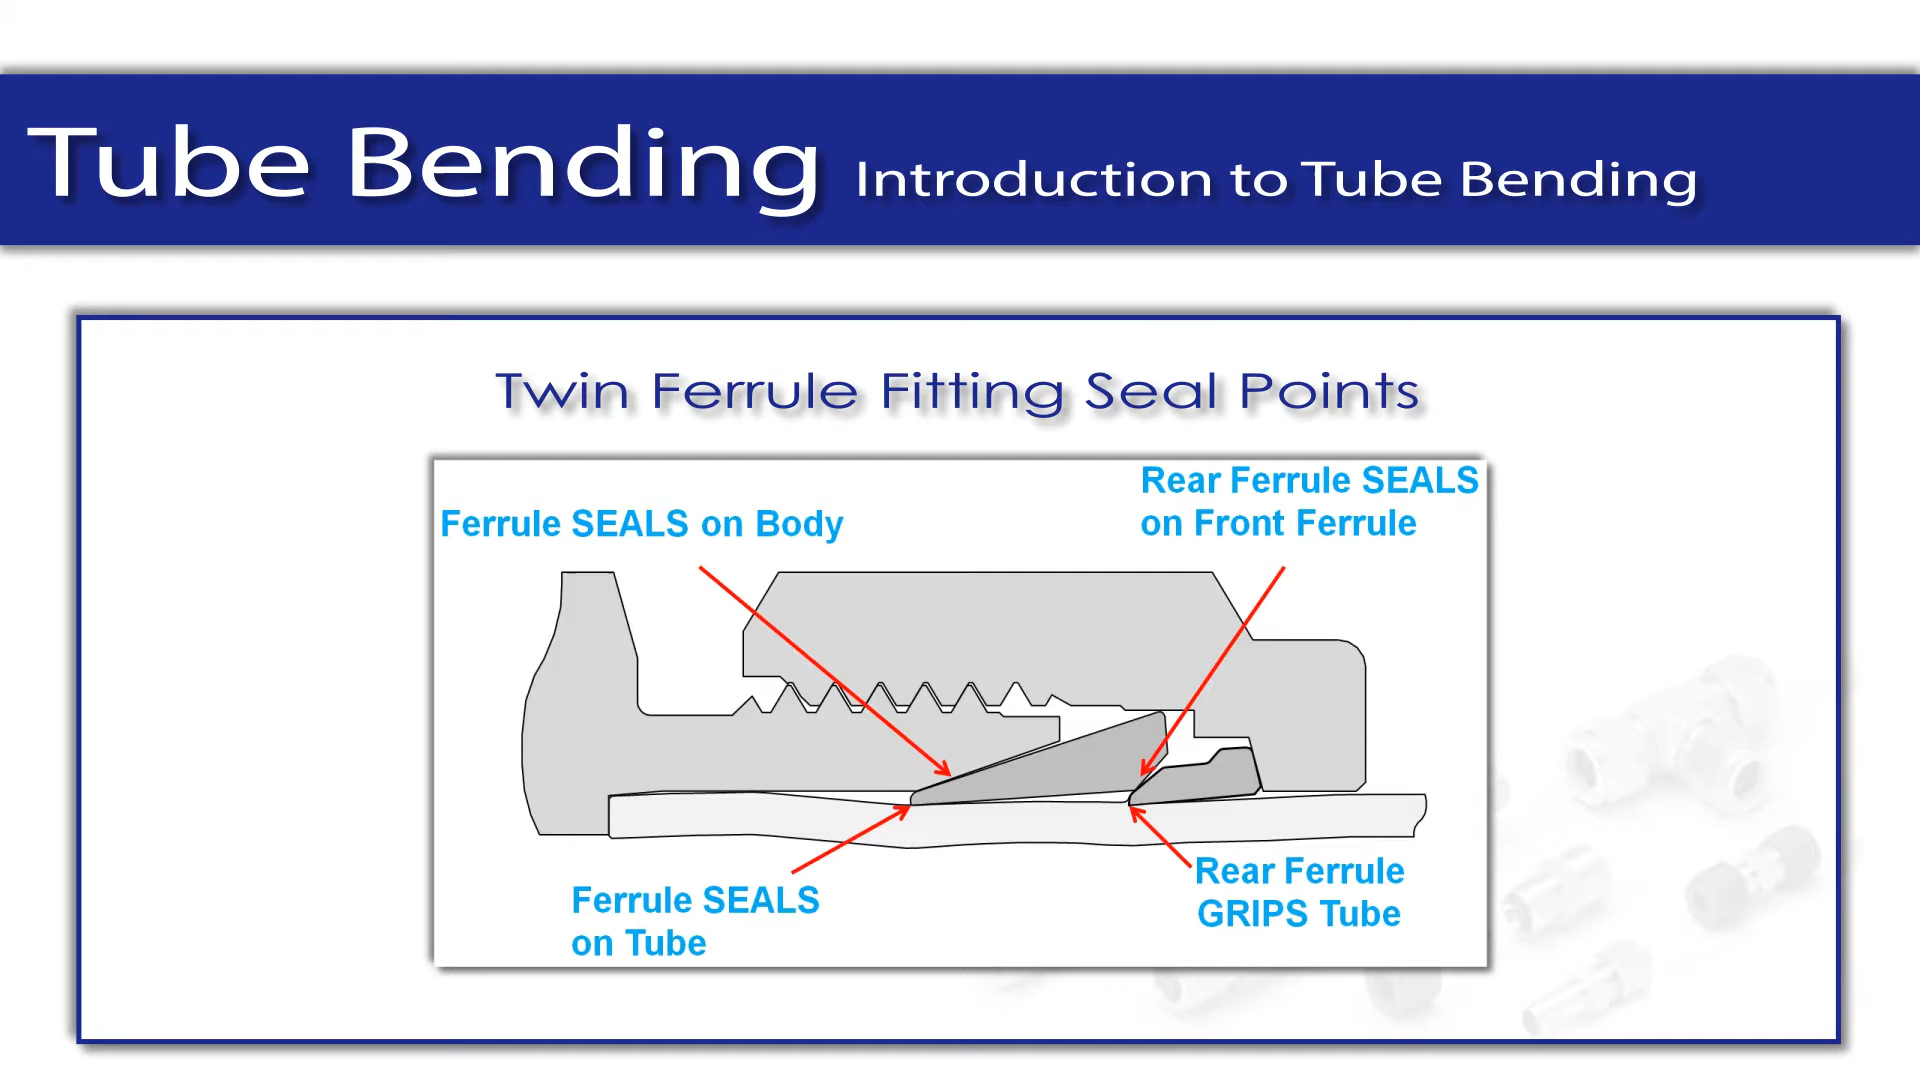 Tube Bending Introduction to Tube Bending
Twin Ferrule Fitting Seal Points
Ferrule SEALS on Body
Rear Ferrule SEALS
on Front Ferrule
Ferrule SEALS
on Tube
Rear Ferrule
GRIPS Tube